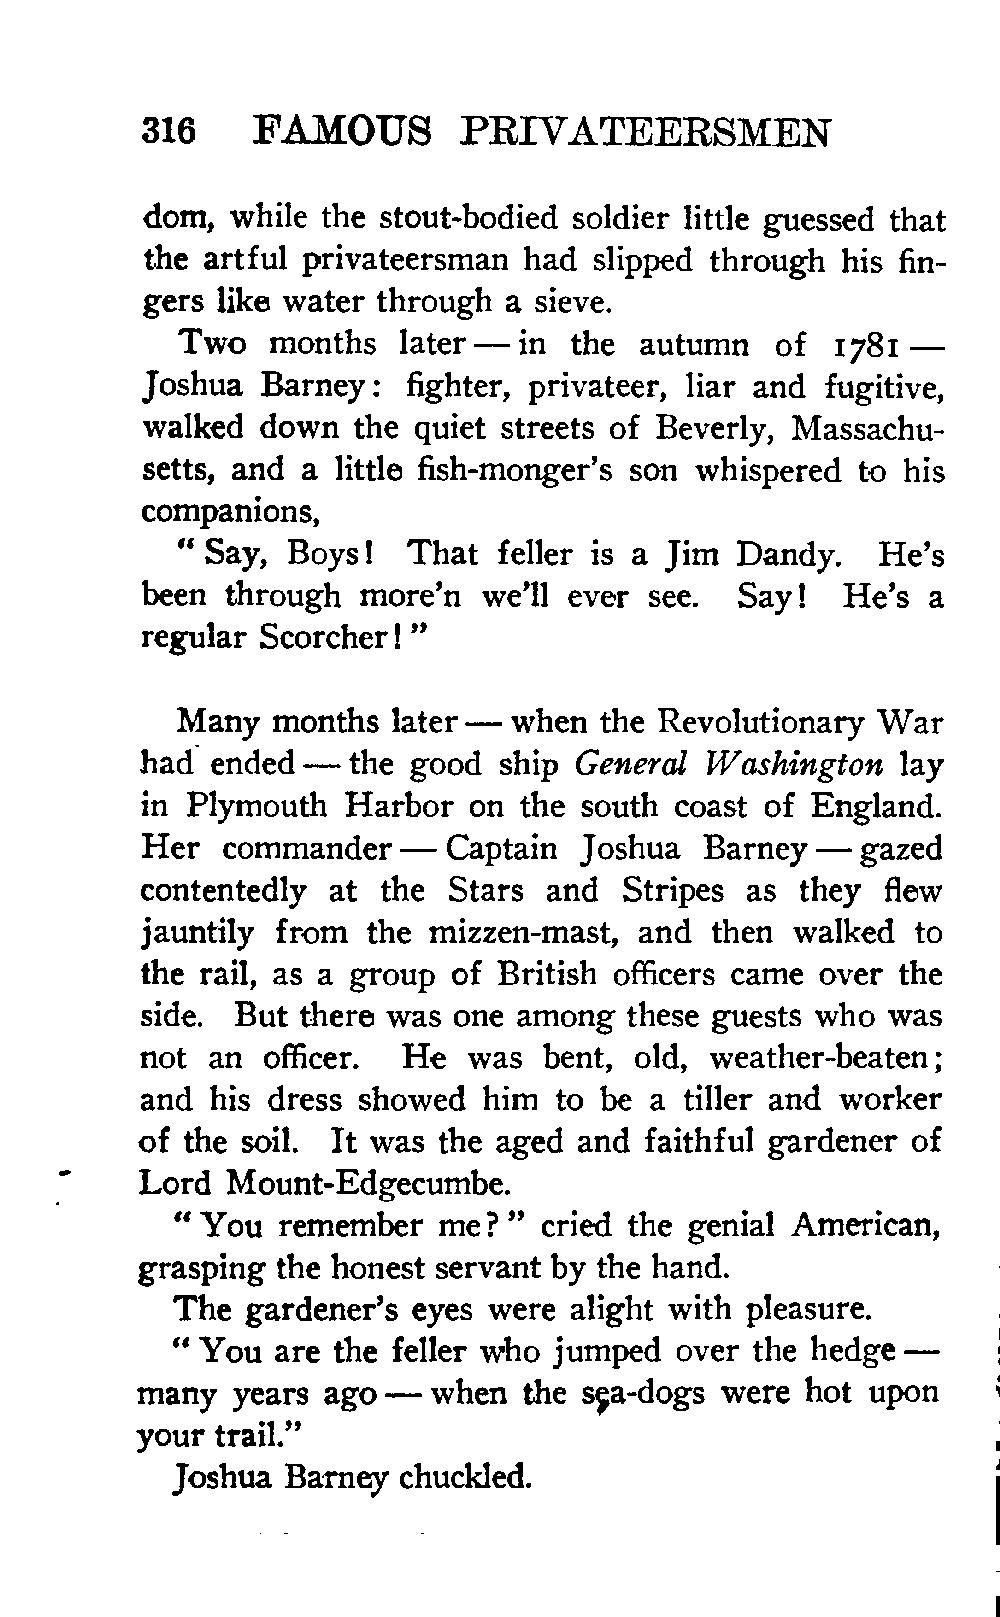 316 FAMOUS PRIVATEERSMEN
dom, while the stout-bodied soldier little guessed that
the artful privateersman had slipped through his fin-
gers like water through a sieve.
Two months later — in the autumn of 1781 —
Joshua Barney: fighter, privateer, liar and fugitive,
walked down the quiet streets of Beverly, Massachu-
setts, and a little fish-monger's son whispered to his
companions,
" Say, Boys! That feller is a Jim Dandy. He's
been through more'n we'll ever see. Say! He's a
regular Scorcher! "
Many months later — when the Revolutionary War
had ended — the good ship General Washington lay
in Plymouth Harbor on the south coast of England.
Her commander — Captain Joshua Barney — gazed
contentedly at the Stars and Stripes as they flew
jauntily from the mizzen-mast, and then walked to
the rail, as a group of British officers came over the
side. But there was one among these guests who was
not an officer. He was bent, old, weather-beaten;
and his dress showed him to be a tiller and worker
of the soil. It was the aged and faithful gardener of
Lord Mount-Edgecumbe.
" You remember me? " cried the genial American,
grasping the honest servant by the hand.
The gardener's eyes were alight with pleasure.
" You are the feller who jumped over the hedge —
many years ago — when the sea-dogs were hot upon
your trail."
Joshua Barney chuckled.